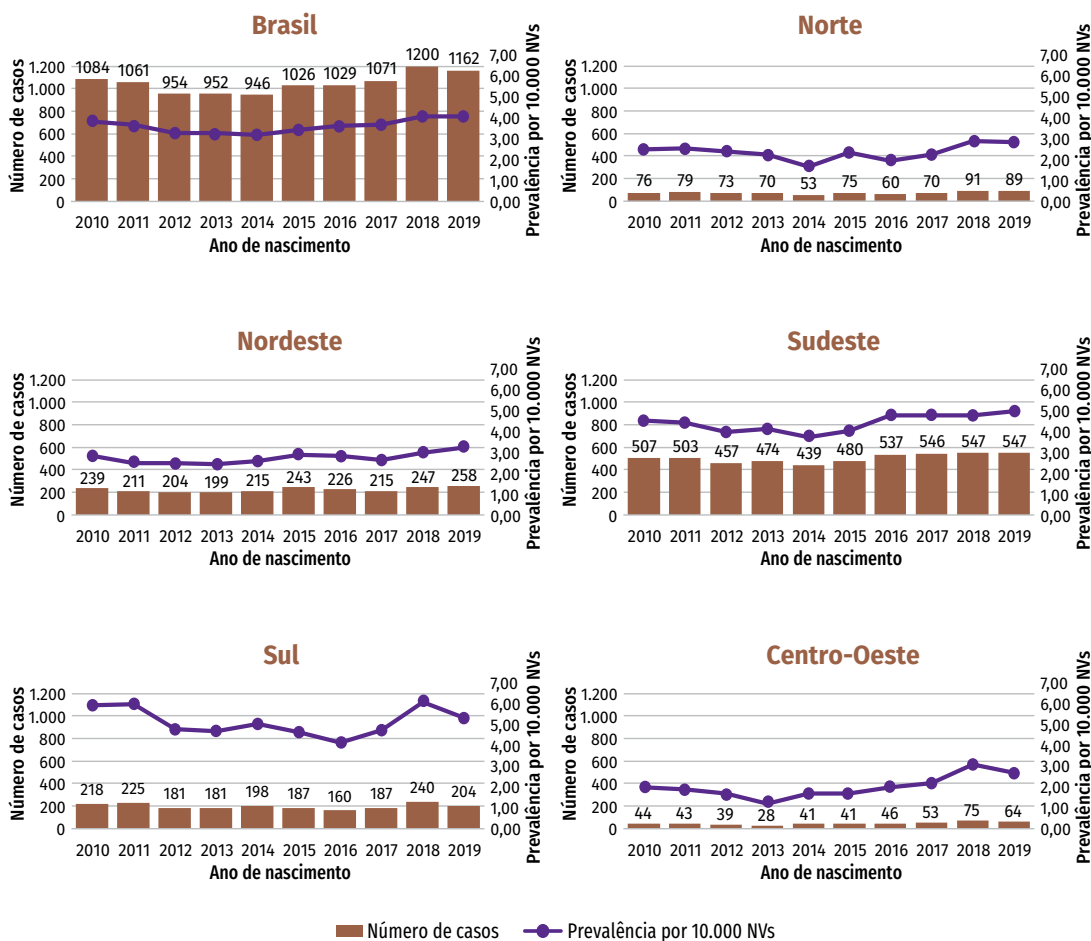 Brasil
Número de casos
1.200
1.000
800
600
400
200
0
1084 1061 954 952 946 1026 1029 1071 1200 1162
7,00
6,00
5,00
4,00
3,00
2,00
1,00
0,00
Prevalência por 10.000 NVs
2010 2011 2012 2013 2014 2015 2016 2017 2018 2019
Ano de nascimento
Norte
Número de casos
1.200
1.000
800
600
400
200
0
76 79 73 70 53 75 60 70 91 89
7,00
6,00
5,00
4,00
3,00
2,00
1,00
0,00
Prevalência por 10.000 NVs
2010 2011 2012 2013 2014 2015 2016 2017 2018 2019
Ano de nascimento
Nordeste
Número de casos
1.200
1.000
800
600
400
200
0
239 211 204 199 215 243 226 215 247 258
7,00
6,00
5,00
4,00
3,00
2,00
1,00
0,00
Prevalência por 10.000 NVs
2010 2011 2012 2013 2014 2015 2016 2017 2018 2019
Ano de nascimento
Sudeste
Número de casos
1.200
1.000
800
600
400
200
0
507 503 457 474 439 480 537 546 547 547
7,00
6,00
5,00
4,00
3,00
2,00
1,00
0,00
Prevalência por 10.000 NVs
2010 2011 2012 2013 2014 2015 2016 2017 2018 2019
Ano de nascimento
Sul
Número de casos
1.200
1.000
800
600
400
200
0
218 225 181 181 198 187 160 187 240 204
7,00
6,00
5,00
4,00
3,00
2,00
1,00
0,00
Prevalência por 10.000 NVs
2010 2011 2012 2013 2014 2015 2016 2017 2018 2019
Ano de nascimento
Centro-Oeste
Número de casos
1.200
1.000
800
600
400
200
0
44 43 39 28 41 41 46 53 75 64
7,00
6,00
5,00
4,00
3,00
2,00
1,00
0,00
Prevalência por 10.000 NVs
2010 2011 2012 2013 2014 2015 2016 2017 2018 2019
Ano de nascimento
Número de casos Prevalência por 10.000 NVs